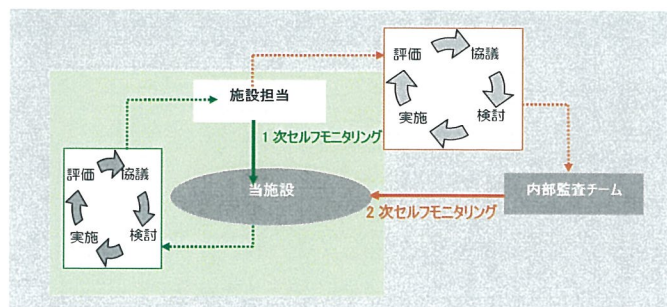 評価 協議
実施 検討
施設担当
1次セルフモニタリング
評価 協議
実施 検討
当施設
内部監査チーム
2次セルフモニタリング